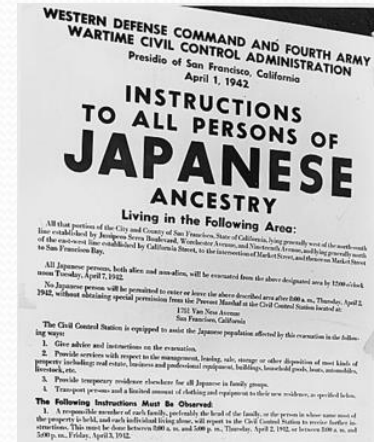 WESTERN DEFENSE COMMAND AND FOURTH ARMY
WARTIME CIVIL CONTROL ADMINISTRATION
Presidio of San Francisco, California
April 1, 1942
INSTRUCTIONS
TO ALL PERSONS OF
JAPANESE
ANCESTRY
Living in the Following Area:
All that portion of the City and County of San Francisco, State of California, lying generally west of the north-south
line established by Junipero Serra Boulevard, Worchester Avenue, and Nineteenth Avenue, and lying generally north
of the east-west line established by California Street, to the intersection of Market Street, and thence on Market Street
to San Francisco Bay.
All Japanese persons, both alien and non-alien, will be evacuated from the above designated area by 12:00 o'clock
noon Tuesday, April 7, 1942.
No Japanese person will be permitted to enter or leave the above described area after 8:00 a. m., Thursday, April 2,
1942, without obtaining special permission from the Provost Marshal at the Civil Control Station located at:
1701 Van Ness Avenue
San Francisco, California
The Civil Control Station is equipped to assist the Japanese population affected by this evacuation in the follow-
ing ways:
1. Give advice and instructions on the evacuation.
2. Provide services with respect to the management, leasing, sale, storage or other disposition of most kinds of
property including: real estate, business and professional equipment, buildings, household goods, boats, automobiles,
livestock, etc.
3. Provide temporary residence elsewhere for all Japanese in family groups.
4. Transport persons and a limited amount of clothing and equipment to their new residence, as specified below.
The Following Instructions Must Be Observed:
1. A responsible member of each family, preferably the head of the family, or the person in whose name most of
the property is held, and each individual living alone, will report to the Civil Control Station to receive further in-
structions. This must be done between 8:00 a. m. and 5:00 p. m., Thursday, April 2, 1942, or between 8:00 a. m. and
5:00 p. m., Friday, April 3, 1942.